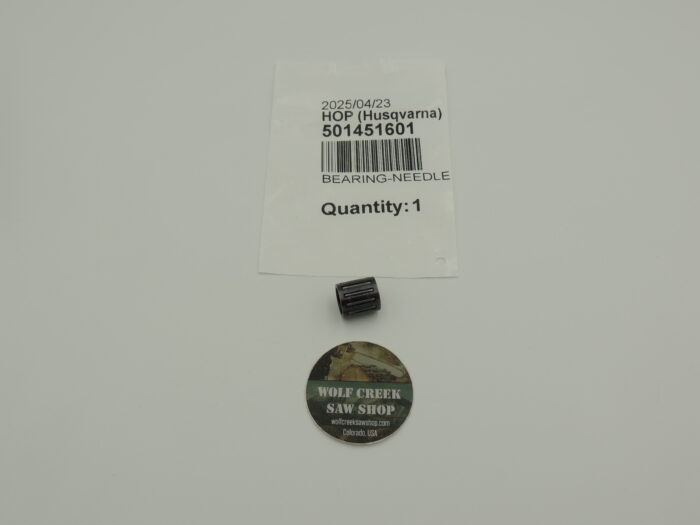 2025/04/23
HOP (Husqvarna)
501451601
BEARING-NEEDLE
Quantity: 1
WOLF CREEK
SAW SHOP
wolfcreeksawshop.com
Colorado, USA